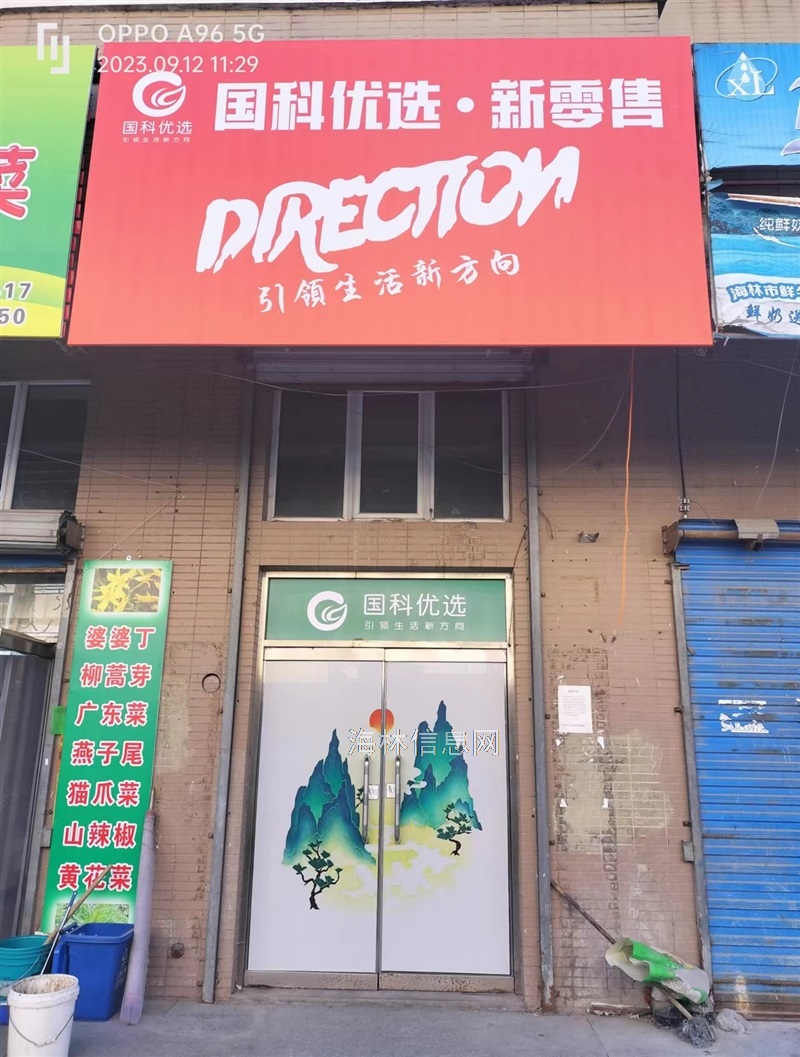 OPPO A96 5G
2023.09.12 11:29
国科优选
引领生活新方向
国科优选·新零售
DIRECTION
引領生活新方向
菜
17
50
XL
纯鲜奶
海林市鲜牛
鲜奶
国科优选
引领生活新方向
婆婆丁
柳蒿芽
广东菜
燕子尾
猫爪菜
山辣椒
黄花菜
海林信息网